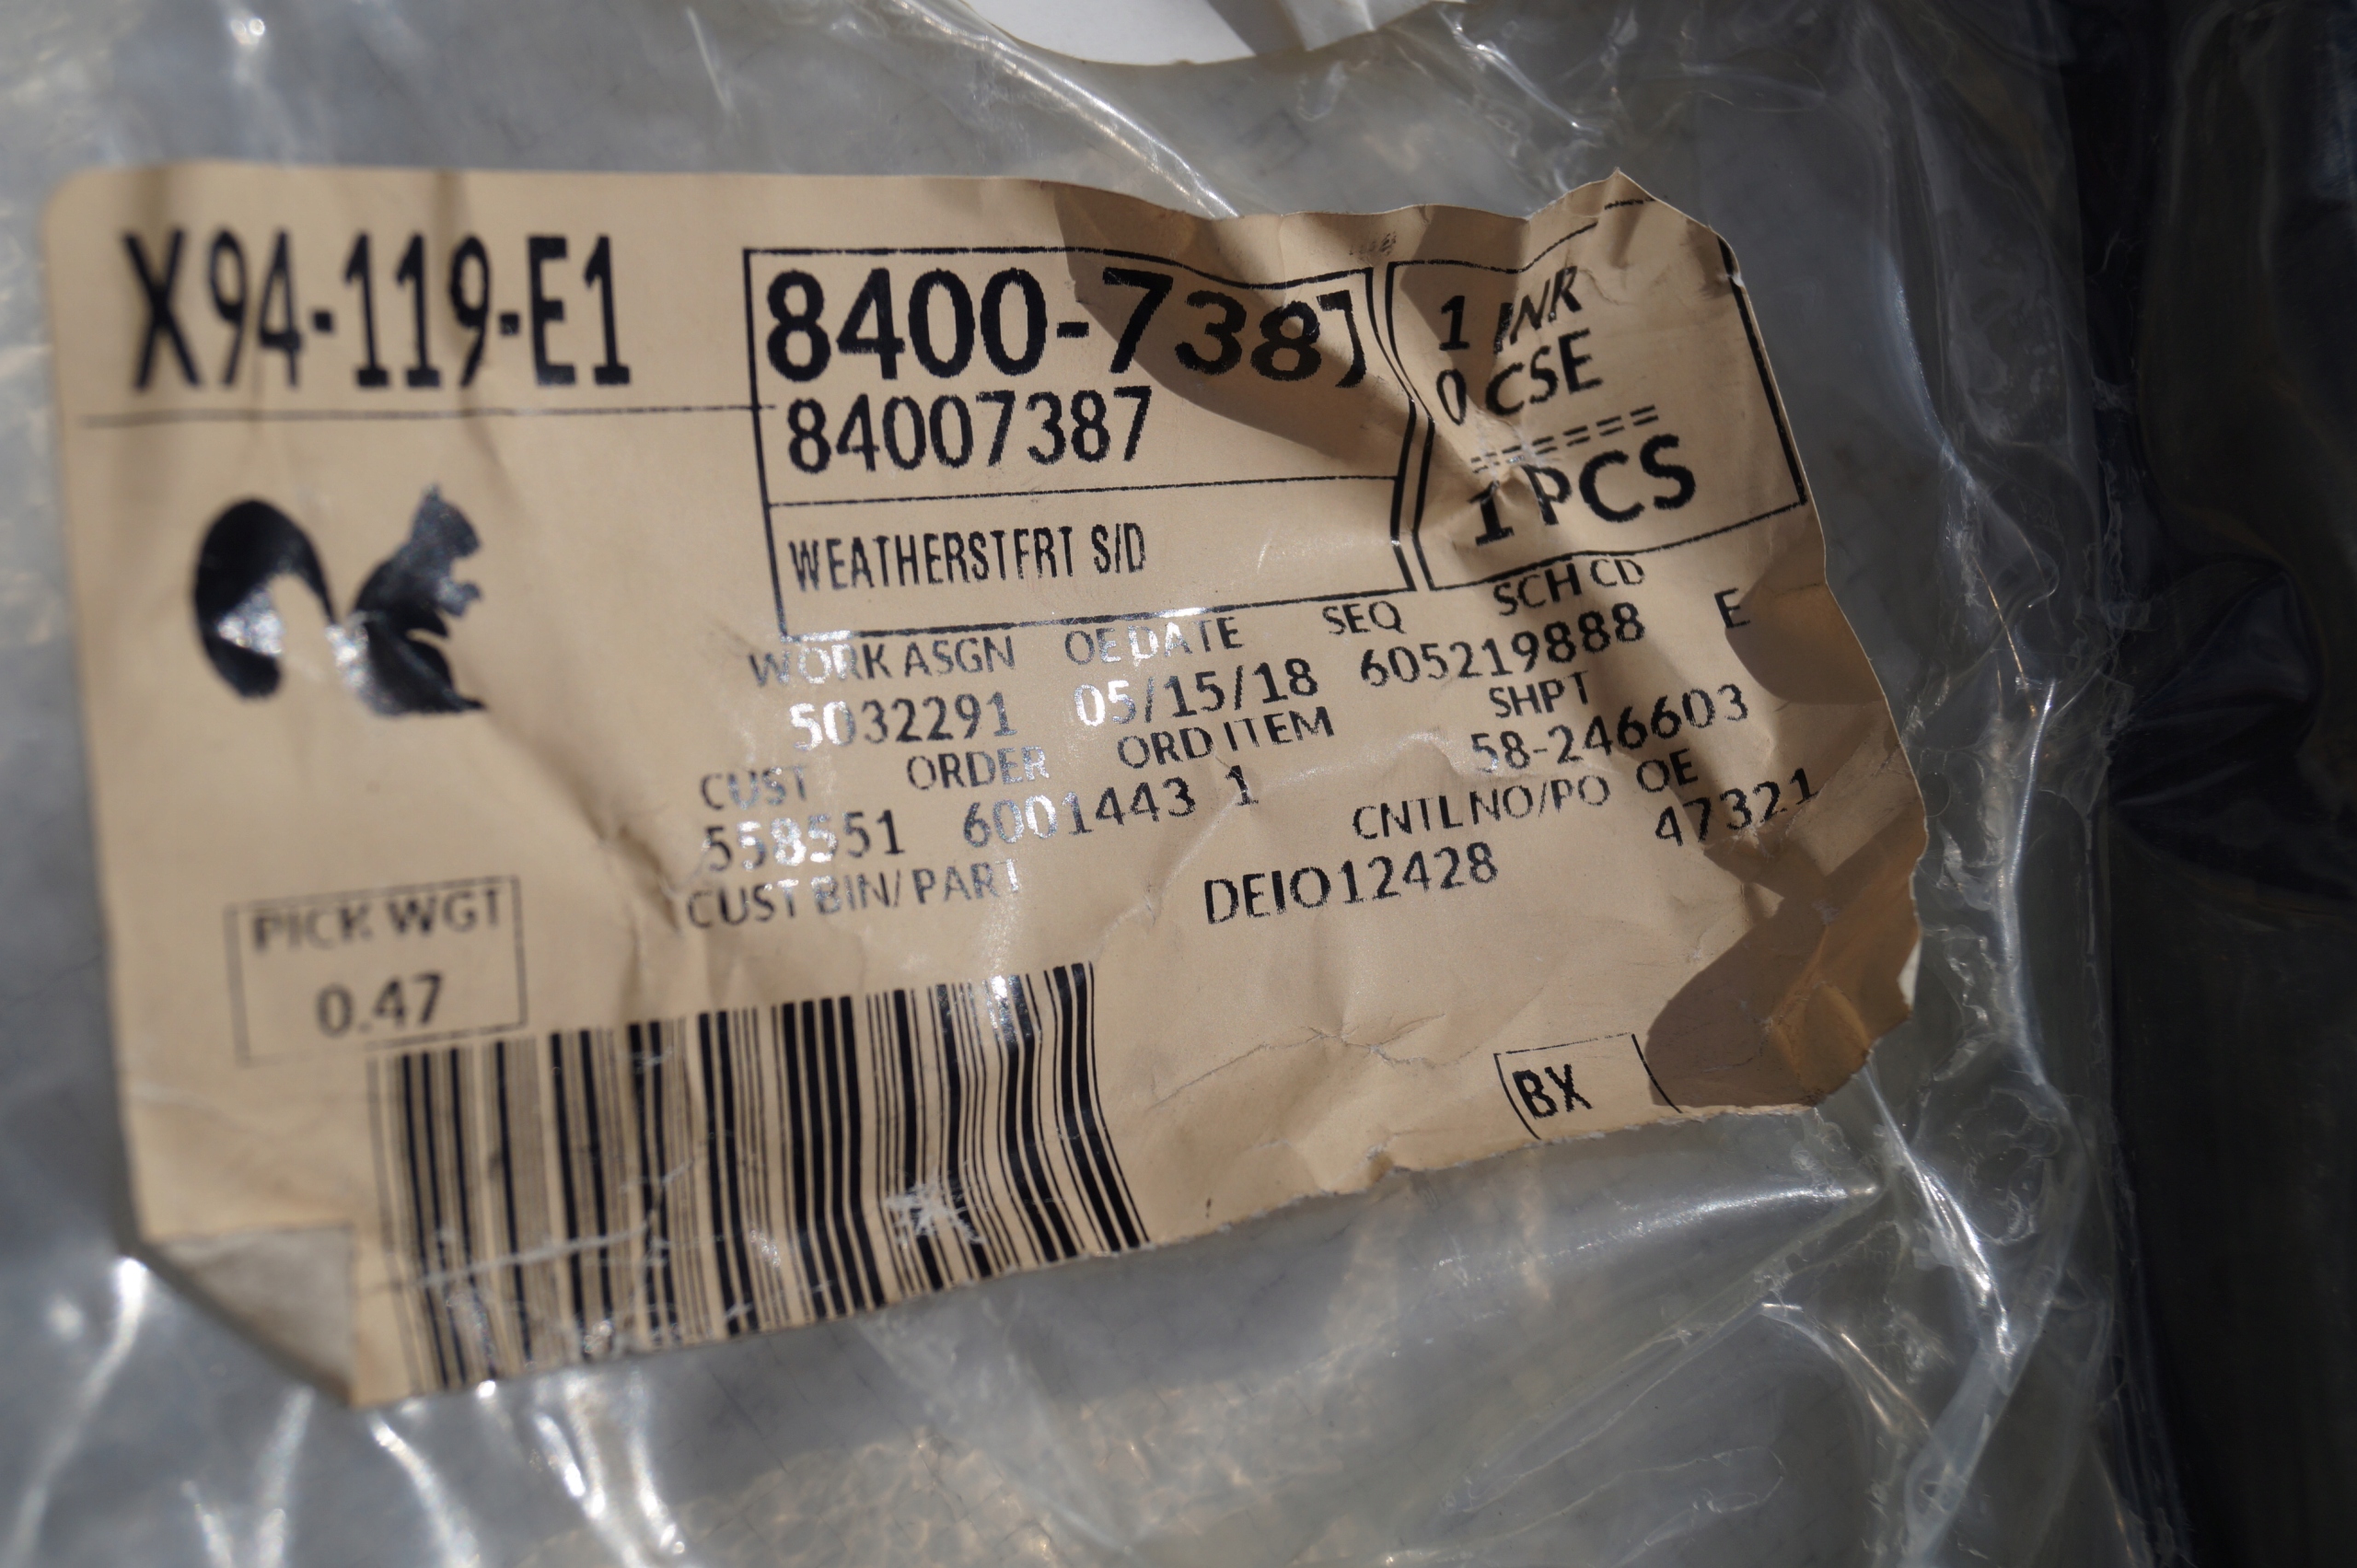 X94-119-E1
8400-7387
84007387
WEATHERSTFRT S/D
1 INR
0 CSE
======
1 PCS
WORK ASGN OE DATE SEQ SCH CD
5032291 05/15/18 605219888 E
CUST ORDER ORD ITEM SHPT
558551 6001443 1 58-246603
CUST BIN/PART CNTLNO/PO OE
DEIO12428 47321
PICK WGT
0.47
BX